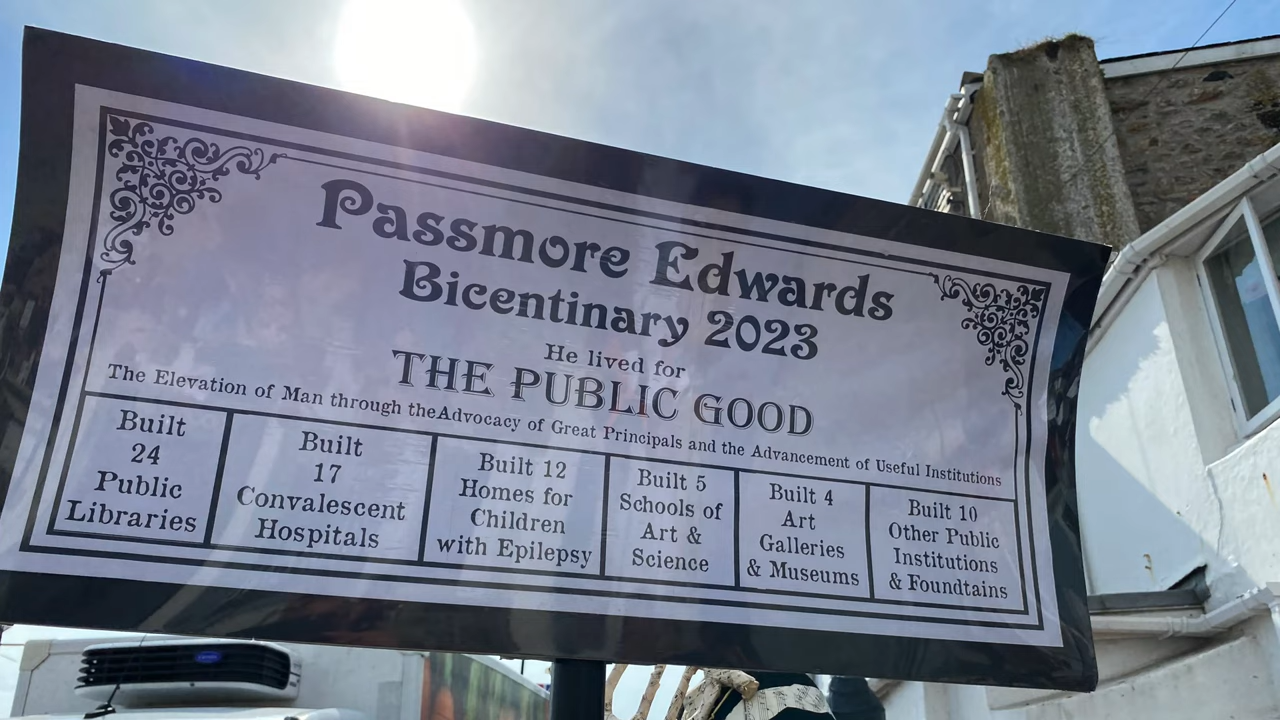 Passmore Edwards
Bicentinary 2023
He lived for
THE PUBLIC GOOD
The Elevation of Man through theAdvocacy of Great Principals and the Advancement of Useful Institutions
Built
24
Public
Libraries
Built
17
Convalescent
Hospitals
Built 12
Homes for
Children
with Epilepsy
Built 5
Schools of
Art &
Science
Built 4
Art
Galleries
& Museums
Built 10
Other Public
Institutions
& Foundtains